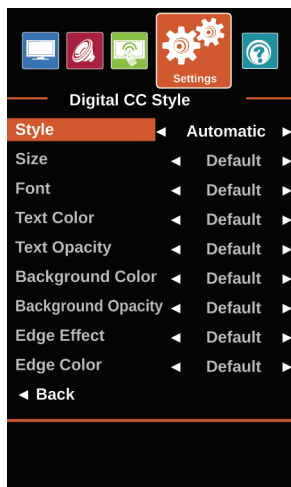 Settings
Digital CC Style
Style ◄ Automatic ►
Size ◄ Default ►
Font ◄ Default ►
Text Color ◄ Default ►
Text Opacity ◄ Default ►
Background Color ◄ Default ►
Background Opacity ◄ Default ►
Edge Effect ◄ Default ►
Edge Color ◄ Default ►
◄ Back